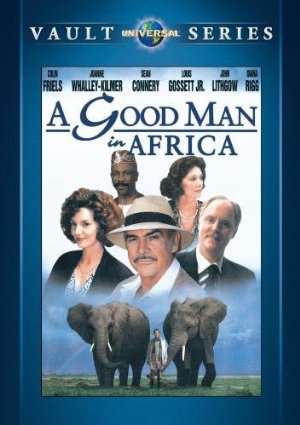 VAULT UNIVERSAL SERIES
COLM FRIELS JOANNE WHALLEY-KILMER SEAN CONNERY LOUIS GOSSETT JR. JOHN LITHGOW DIANA RIGG
A GOOD MAN
in AFRICA